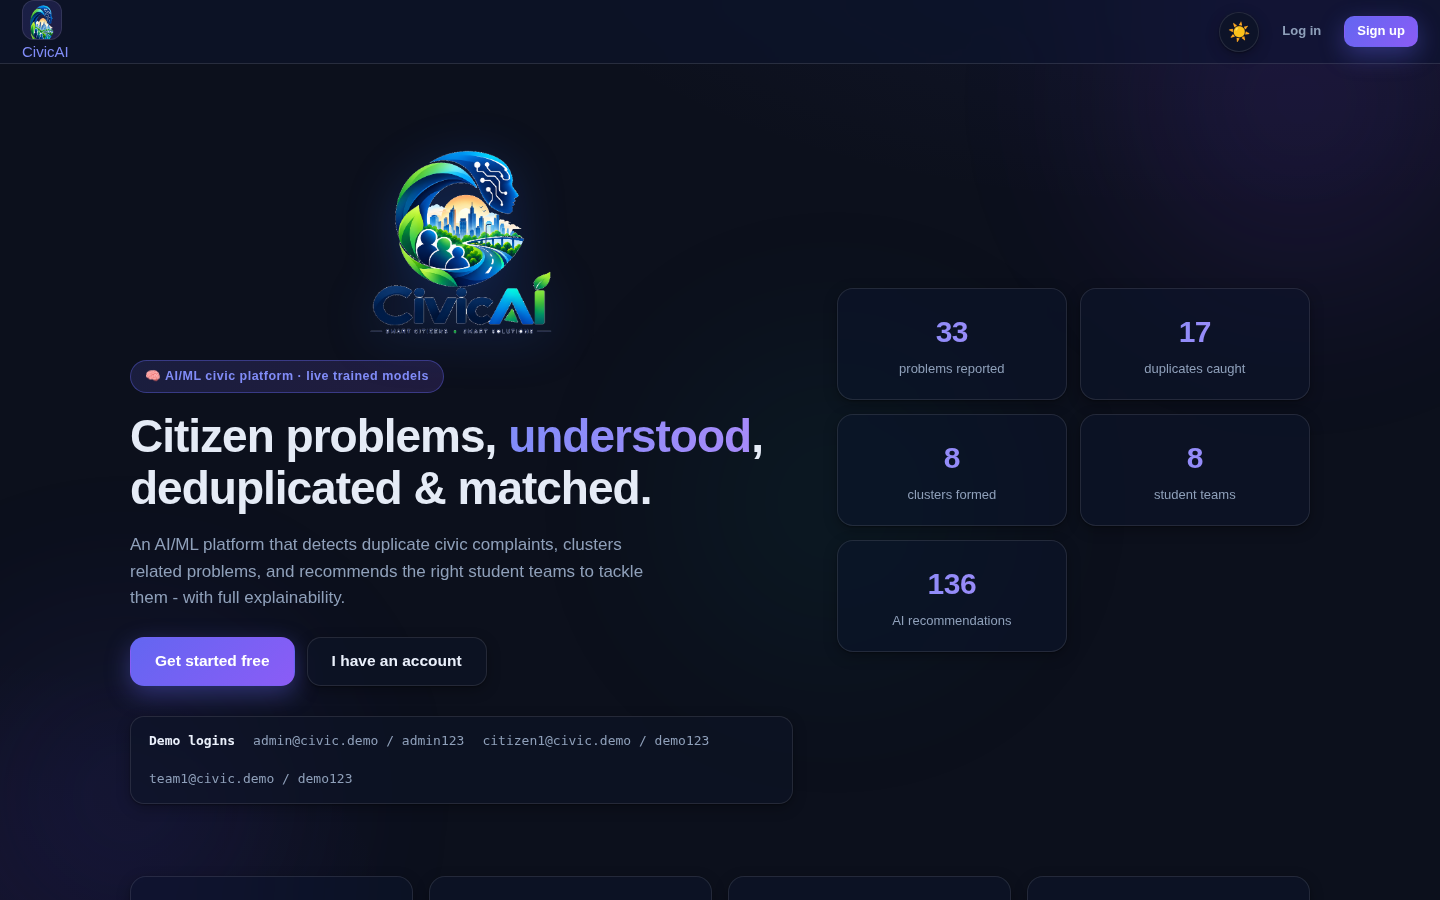 CivicAI
Log in
Sign up
CivicAi
SMART CITIZENS SMART SOLUTIONS
AI/ML civic platform · live trained models
Citizen problems, understood,
deduplicated & matched.
An AI/ML platform that detects duplicate civic complaints, clusters
related problems, and recommends the right student teams to tackle
them - with full explainability.
Get started free
I have an account
Demo logins admin@civic.demo / admin123 citizen1@civic.demo / demo123
team1@civic.demo / demo123
33
problems reported
17
duplicates caught
8
clusters formed
8
student teams
136
AI recommendations